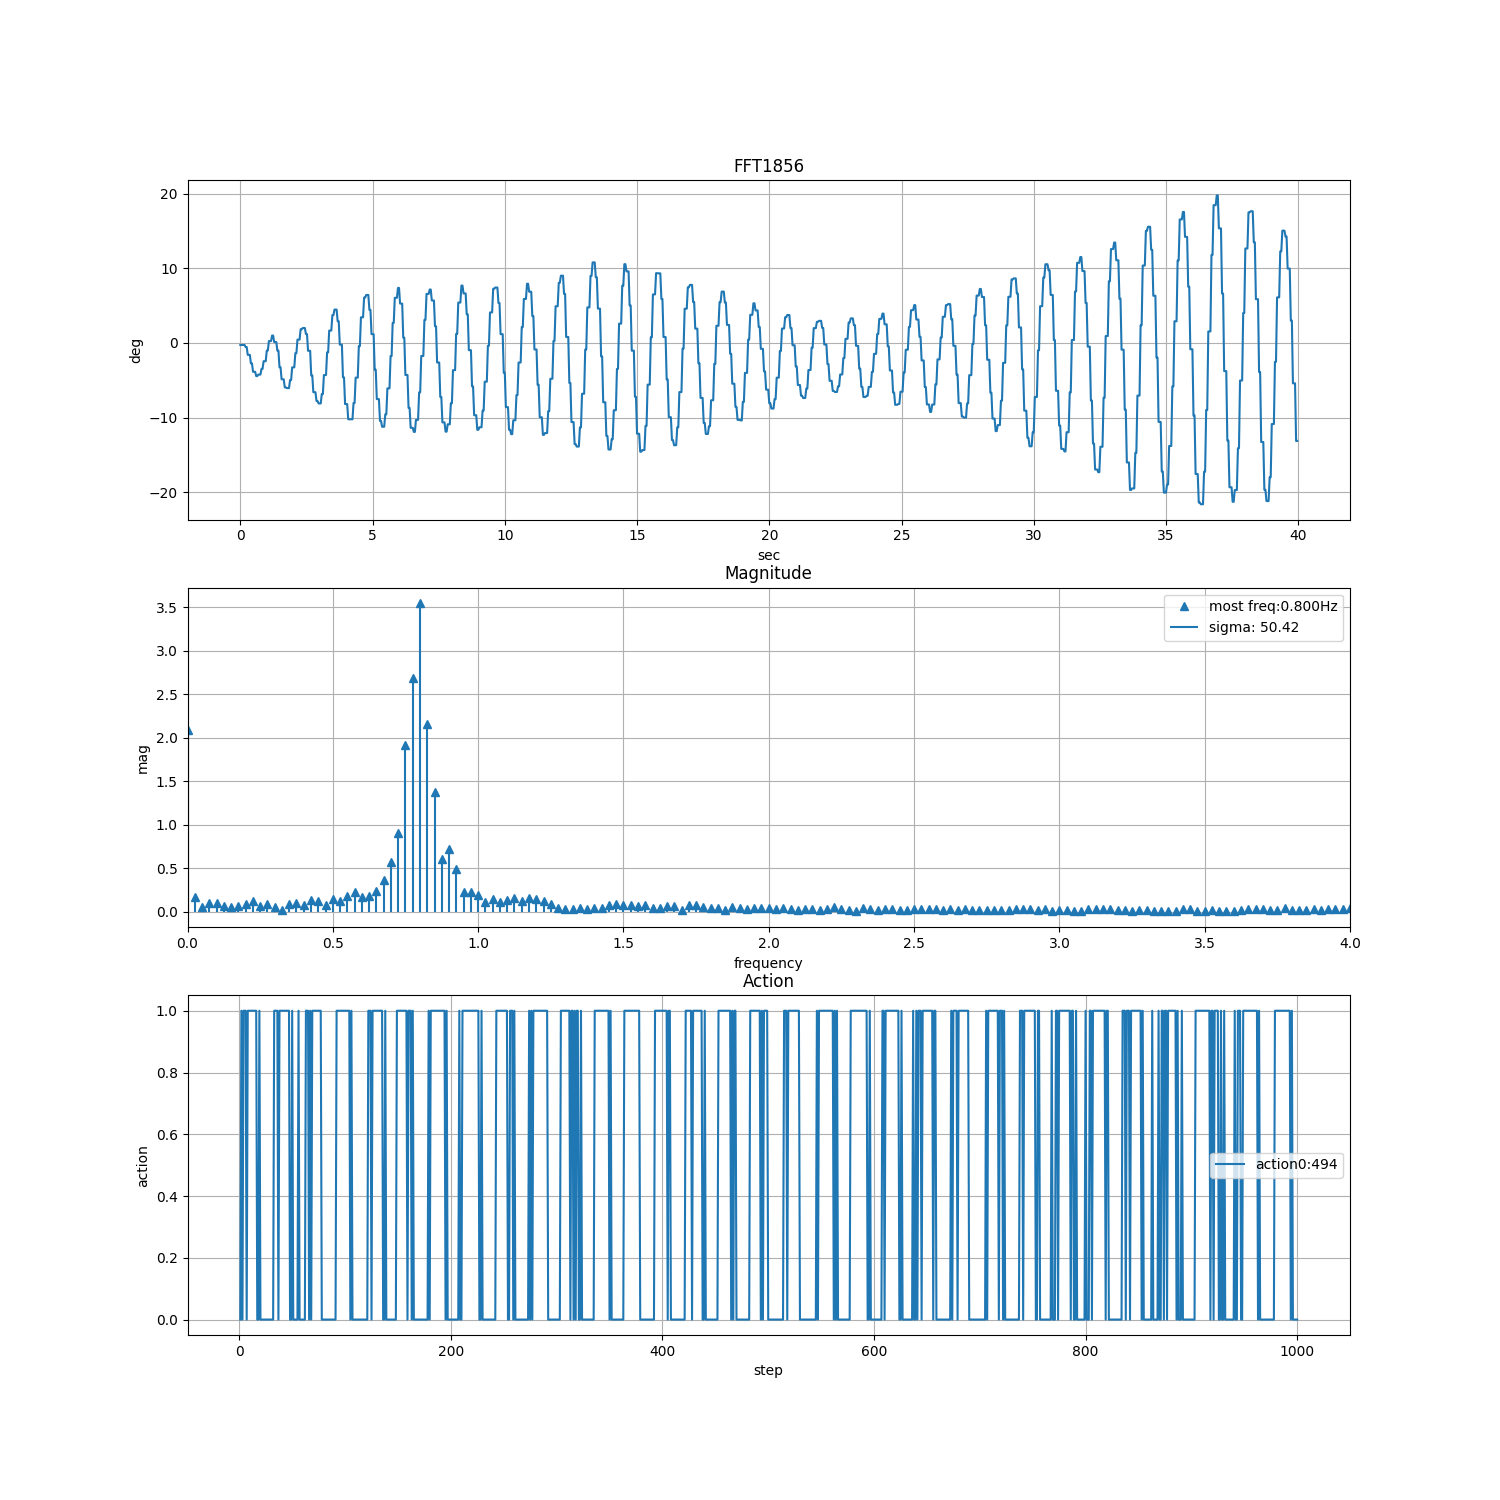 FFT1856
20
10
0
−10
−20
deg
0 5 10 15 20 25 30 35 40
sec
Magnitude
3.5
3.0
2.5
2.0
1.5
1.0
0.5
0.0
mag
most freq:0.800Hz
sigma: 50.42
0.0 0.5 1.0 1.5 2.0 2.5 3.0 3.5 4.0
frequency
Action
1.0
0.8
0.6
0.4
0.2
0.0
action
action0:494
0 200 400 600 800 1000
step